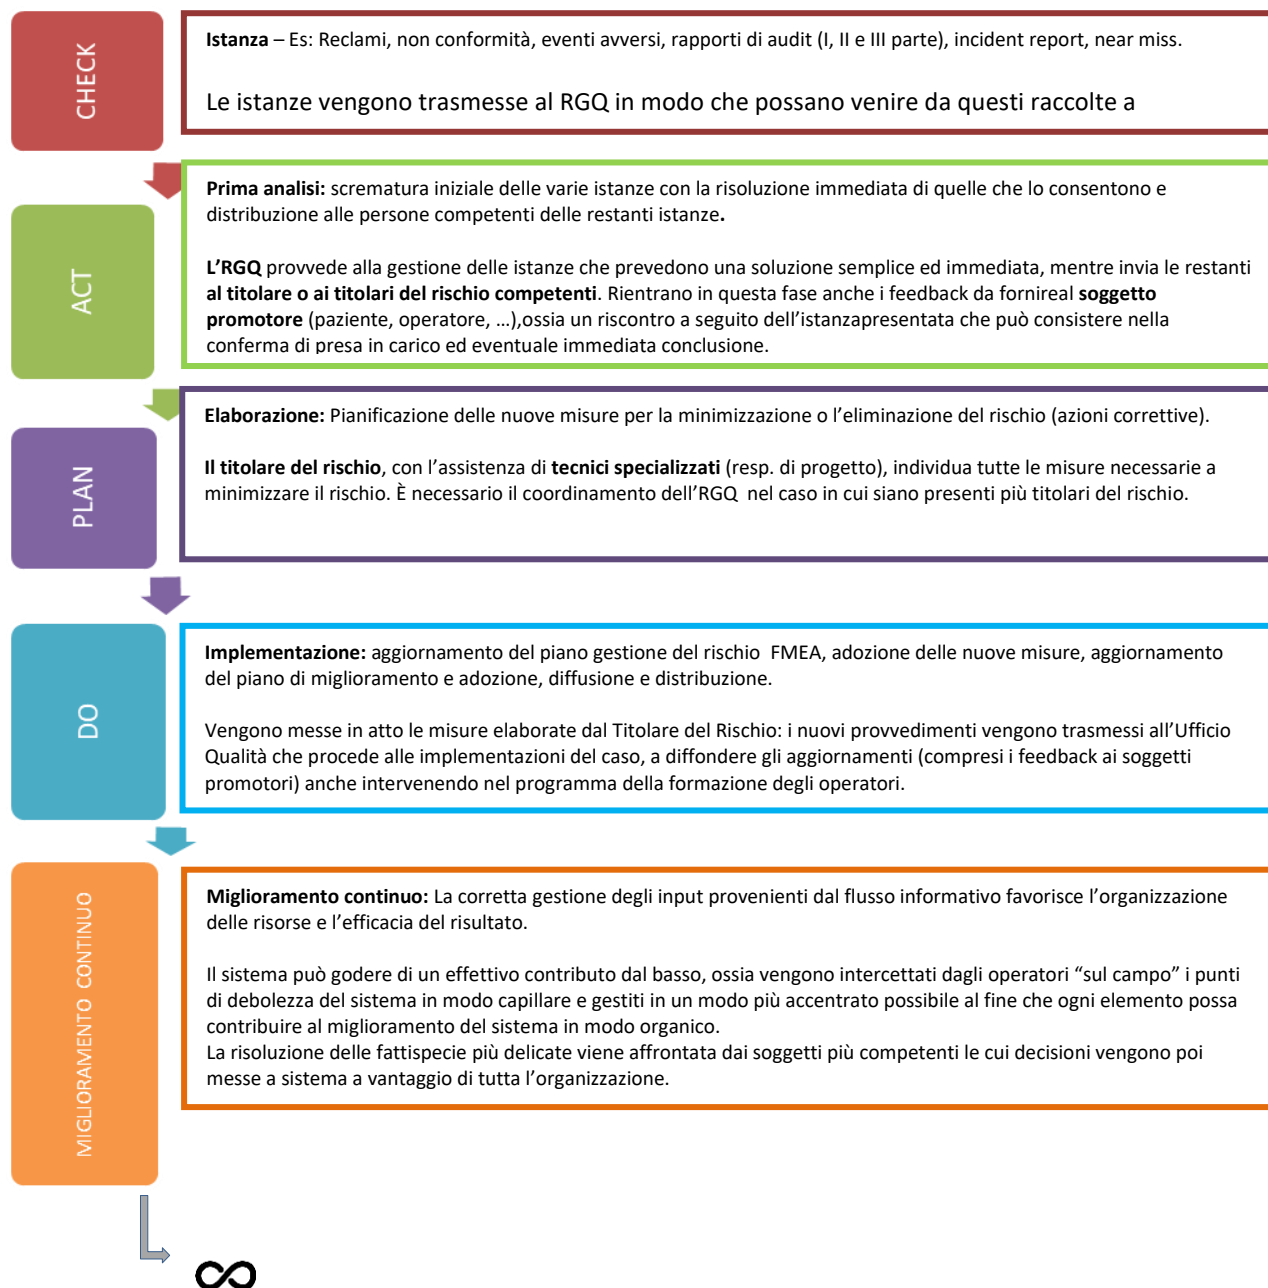 CHECK
Istanza – Es: Reclami, non conformità, eventi avversi, rapporti di audit (I, II e III parte), incident report, near miss.
Le istanze vengono trasmesse al RGQ in modo che possano venire da questi raccolte a
ACT
Prima analisi: scrematura iniziale delle varie istanze con la risoluzione immediata di quelle che lo consentono e
distribuzione alle persone competenti delle restanti istanze.
L’RGQ provvede alla gestione delle istanze che prevedono una soluzione semplice ed immediata, mentre invia le restanti
al titolare o ai titolari del rischio competenti. Rientrano in questa fase anche i feedback da fornireal soggetto
promotore (paziente, operatore, …),ossia un riscontro a seguito dell’istanzapresentata che può consistere nella
conferma di presa in carico ed eventuale immediata conclusione.
PLAN
Elaborazione: Pianificazione delle nuove misure per la minimizzazione o l’eliminazione del rischio (azioni correttive).
Il titolare del rischio, con l’assistenza di tecnici specializzati (resp. di progetto), individua tutte le misure necessarie a
minimizzare il rischio. È necessario il coordinamento dell’RGQ nel caso in cui siano presenti più titolari del rischio.
DO
Implementazione: aggiornamento del piano gestione del rischio FMEA, adozione delle nuove misure, aggiornamento
del piano di miglioramento e adozione, diffusione e distribuzione.
Vengono messe in atto le misure elaborate dal Titolare del Rischio: i nuovi provvedimenti vengono trasmessi all’Ufficio
Qualità che procede alle implementazioni del caso, a diffondere gli aggiornamenti (compresi i feedback ai soggetti
promotori) anche intervenendo nel programma della formazione degli operatori.
MIGLIORAMENTO CONTINUO
Miglioramento continuo: La corretta gestione degli input provenienti dal flusso informativo favorisce l’organizzazione
delle risorse e l’efficacia del risultato.
Il sistema può godere di un effettivo contributo dal basso, ossia vengono intercettati dagli operatori “sul campo” i punti
di debolezza del sistema in modo capillare e gestiti in un modo più accentrato possibile al fine che ogni elemento possa
contribuire al miglioramento del sistema in modo organico.
La risoluzione delle fattispecie più delicate viene affrontata dai soggetti più competenti le cui decisioni vengono poi
messe a sistema a vantaggio di tutta l’organizzazione.
∞